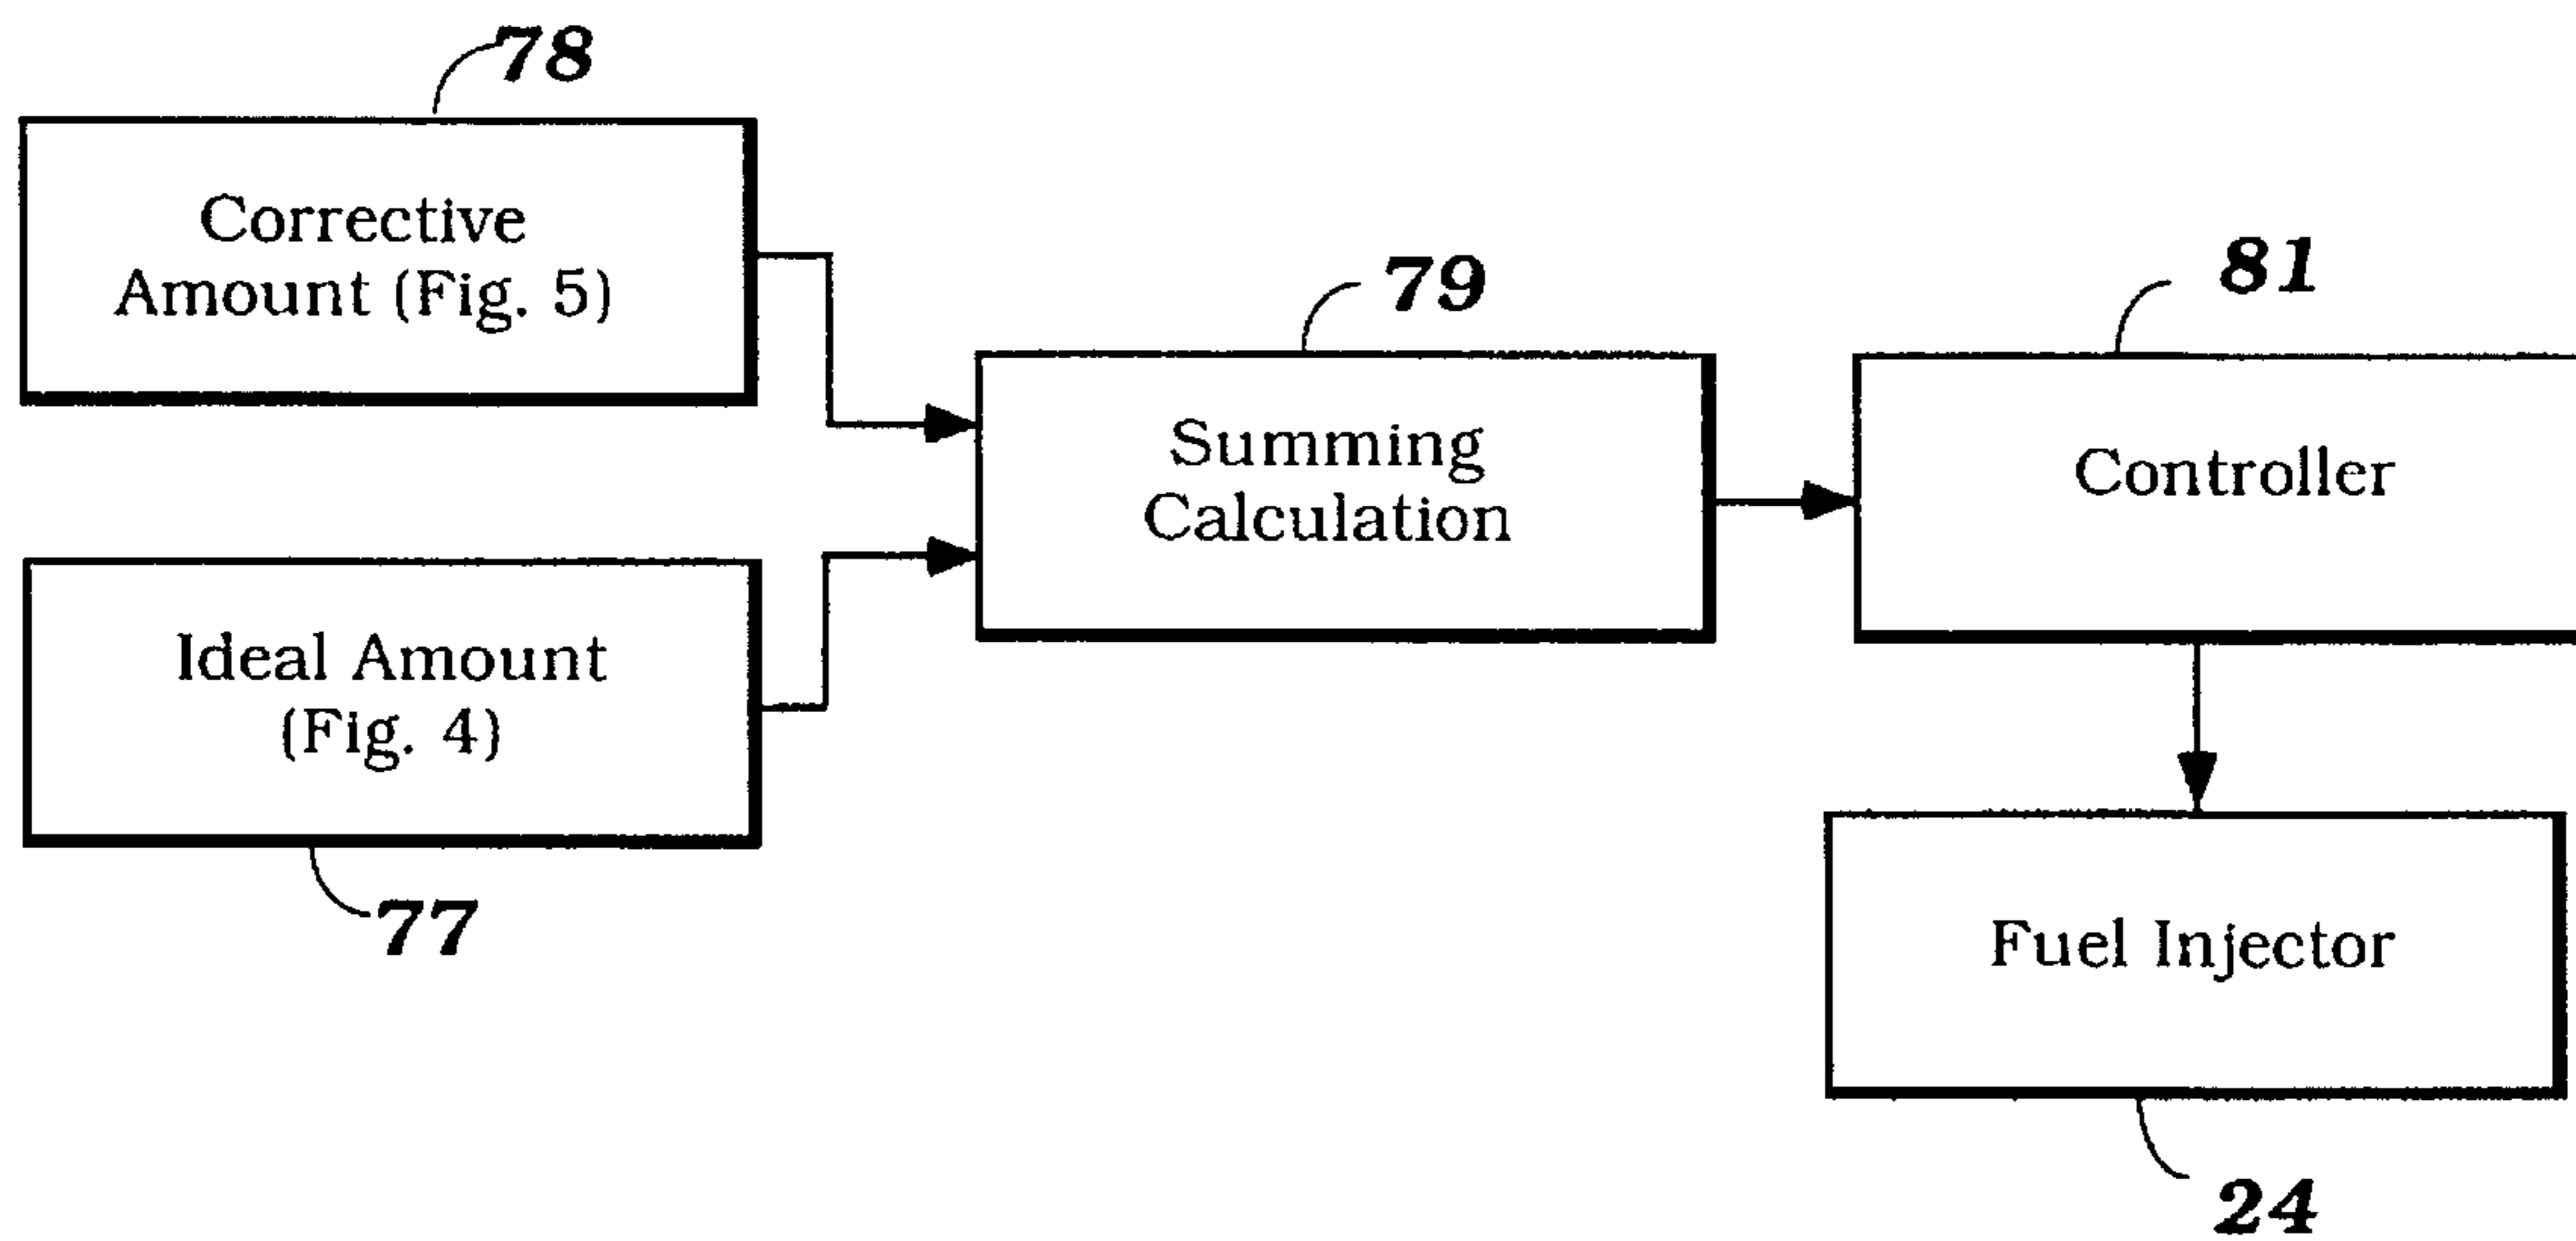 78
Corrective
Amount (Fig. 5)
79
Summing
Calculation
81
Controller
Ideal Amount
(Fig. 4)
77
Fuel Injector
24